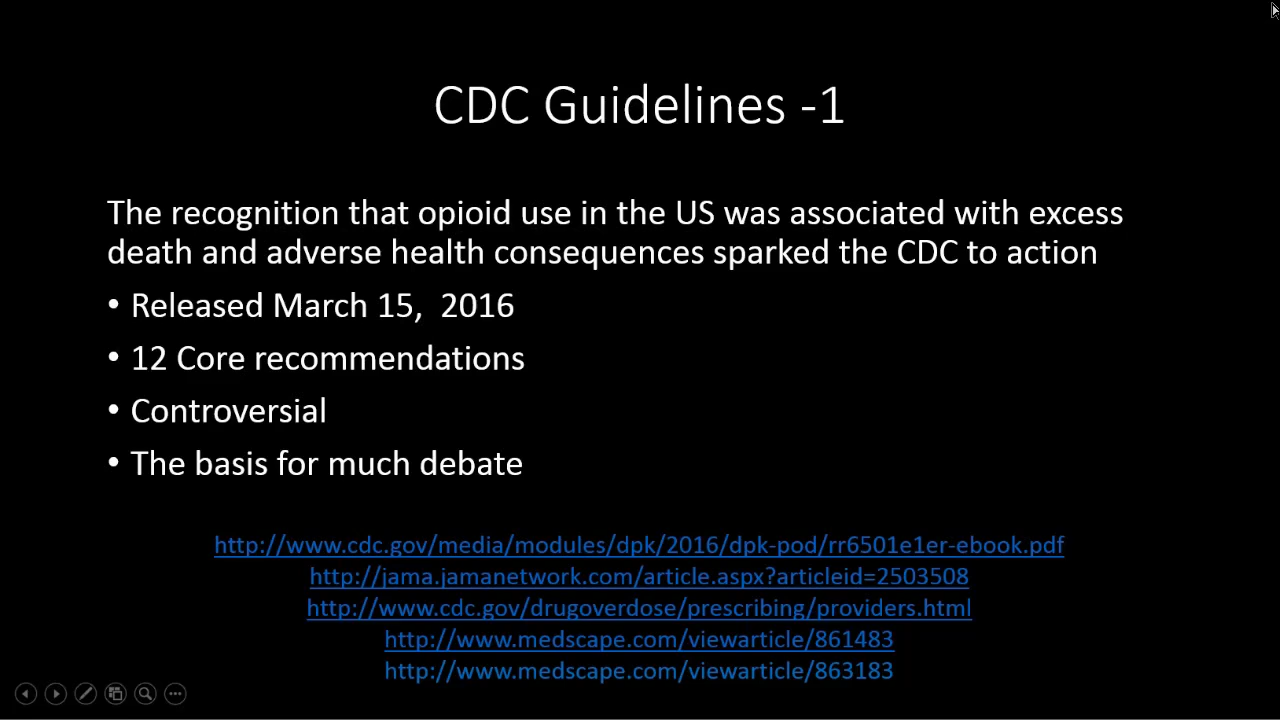 CDC Guidelines -1
The recognition that opioid use in the US was associated with excess
death and adverse health consequences sparked the CDC to action
• Released March 15,  2016
• 12 Core recommendations
• Controversial
• The basis for much debate
http://www.cdc.gov/media/modules/dpk/2016/dpk-pod/rr6501e1er-ebook.pdf
http://jama.jamanetwork.com/article.aspx?articleid=2503508
http://www.cdc.gov/drugoverdose/prescribing/providers.html
http://www.medscape.com/viewarticle/861483
http://www.medscape.com/viewarticle/863183